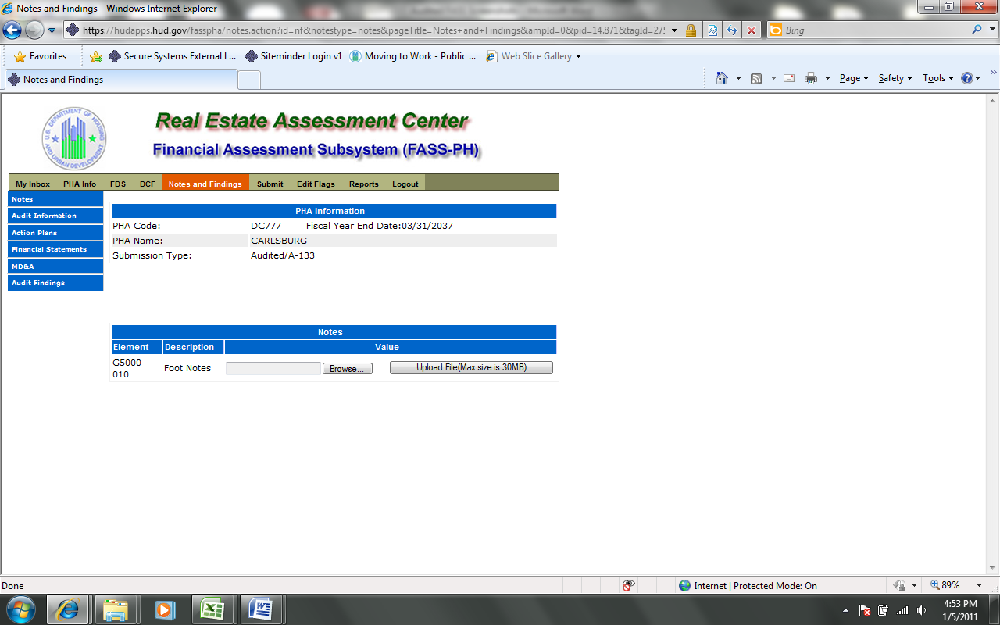 Notes and Findings - Windows Internet Explorer
https://hudapps.hud.gov/fasspha/notes.action?id=nf&notestype=notes&pageTitle=Notes+and+Findings&ampId=0&pid=14.871&tagId=275
Bing
Favorites
Secure Systems External L...
Siteminder Login v1
Moving to Work - Public ...
Web Slice Gallery
Notes and Findings
Page
Safety
Tools
U.S. DEPARTMENT OF HOUSING AND URBAN DEVELOPMENT
Real Estate Assessment Center
Financial Assessment Subsystem (FASS-PH)
My Inbox PHA Info FDS DCF Notes and Findings Submit Edit Flags Reports Logout
Notes
Audit Information
Action Plans
Financial Statements
MD&A
Audit Findings
PHA Information
PHA Code: DC777 Fiscal Year End Date:03/31/2037
PHA Name: CARLSBURG
Submission Type: Audited/A-133
Notes
Element Description Value
G5000-
010
Foot Notes Browse... Upload File(Max size is 30MB)
Done
Internet | Protected Mode: On
89%
4:53 PM
1/5/2011